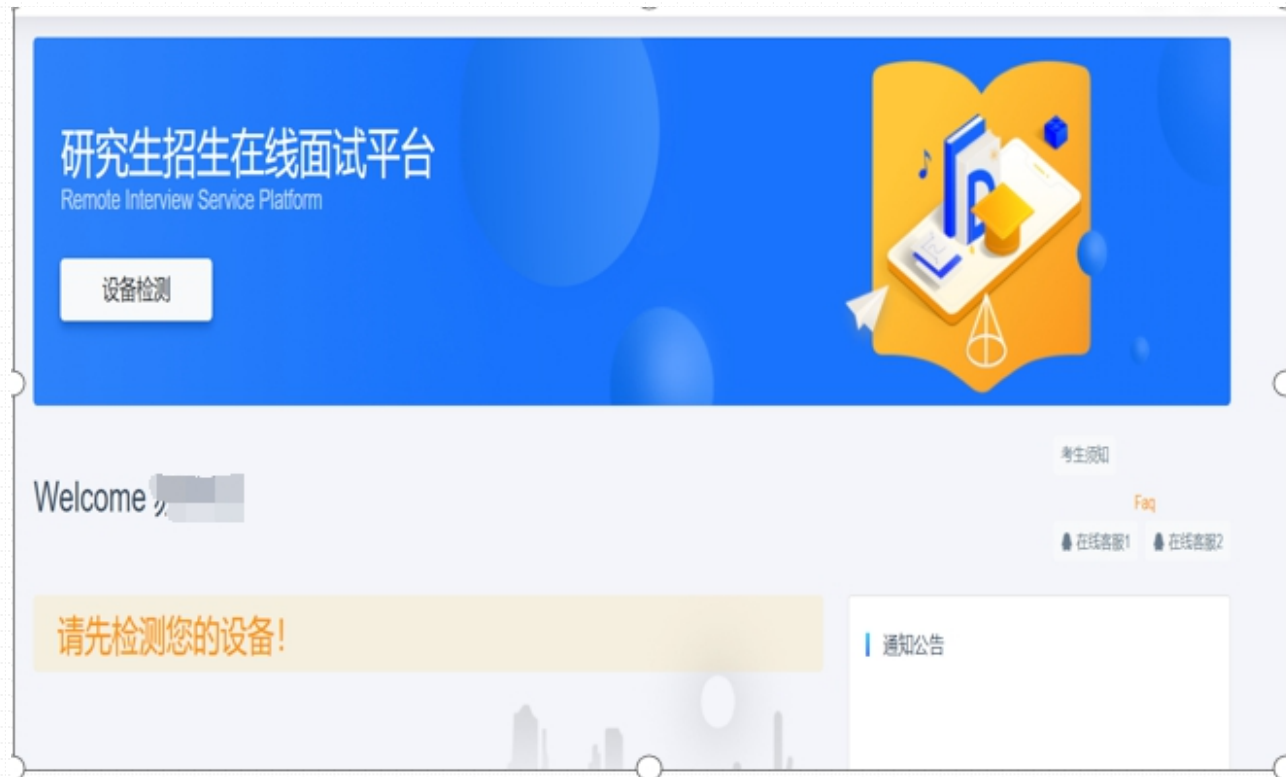 研究生招生在线面试平台
Remote Interview Service Platform
设备检测
考生须知
Welcome
Faq
在线客服1 在线客服2
请先检测您的设备!
通知公告